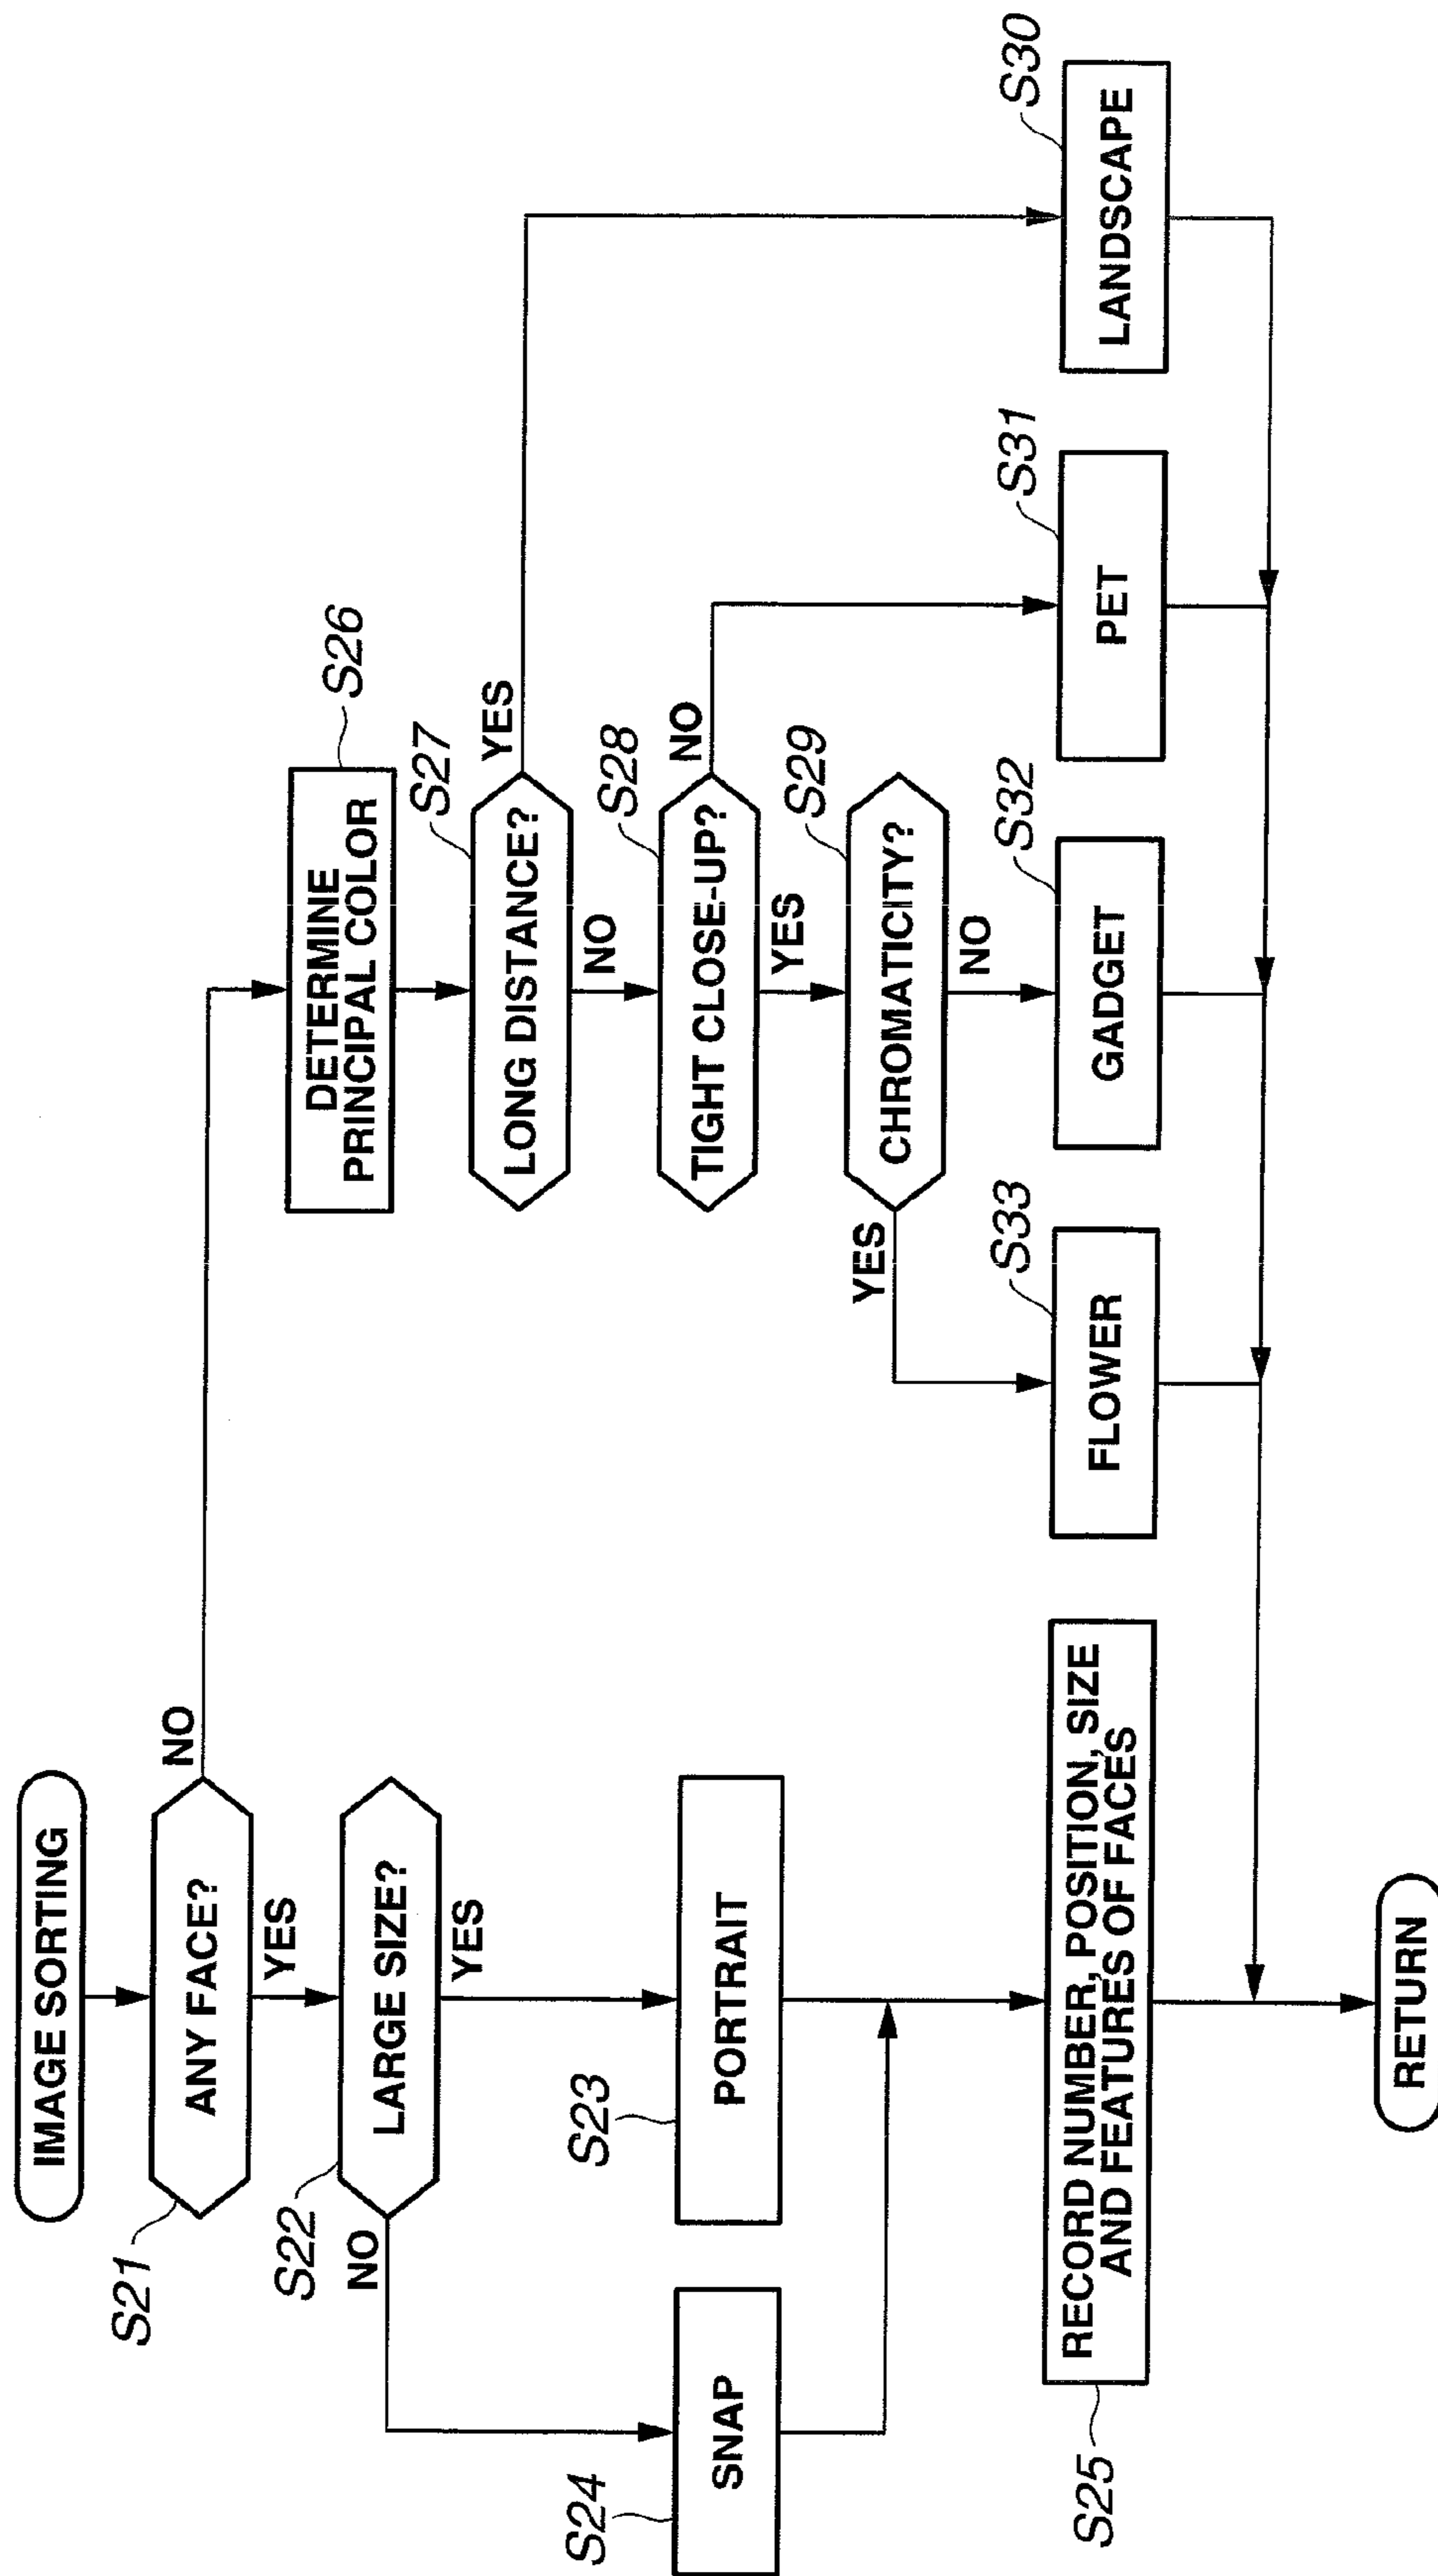 IMAGE SORTING
S21
ANY FACE?
NO
YES
S22
LARGE SIZE?
NO
YES
S24
SNAP
S23
PORTRAIT
S25
RECORD NUMBER, POSITION, SIZE
AND FEATURES OF FACES
RETURN
S26
DETERMINE
PRINCIPAL COLOR
S27
LONG DISTANCE?
YES
NO
S28
TIGHT CLOSE-UP?
NO
YES
S29
CHROMATICITY?
YES
NO
S33
FLOWER
S32
GADGET
S31
PET
S30
LANDSCAPE